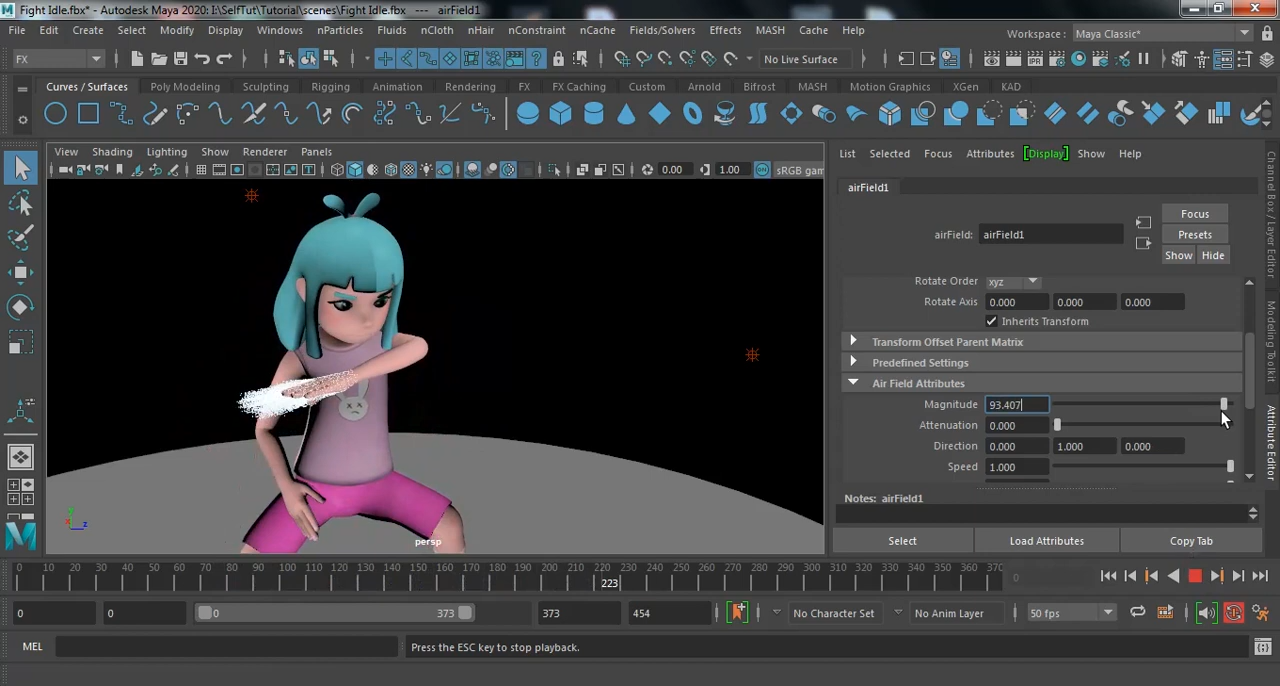 Fight Idle.fbx* - Autodesk Maya 2020: I:\SelfTut\Tutorial\scenes\Fight Idle.fbx --- airField1
File Edit Create Select Modify Display Windows nParticles Fluids nCloth nHair nConstraint nCache Fields/Solvers Effects MASH Cache Help Workspace : Maya Classic*
FX No Live Surface
Curves / Surfaces Poly Modeling Sculpting Rigging Animation Rendering FX FX Caching Custom Arnold Bifrost MASH Motion Graphics XGen KAD
View Shading Lighting Show Renderer Panels
0.00 1.00 sRGB gam
persp
List Selected Focus Attributes [Display] Show Help
airField1
Focus
airField: airField1 Presets
Show Hide
Rotate Order xyz
Rotate Axis 0.000 0.000 0.000
Inherits Transform
Transform Offset Parent Matrix
Predefined Settings
Air Field Attributes
Magnitude 93.407
Attenuation 0.000
Direction 0.000 1.000 0.000
Speed 1.000
Notes: airField1
Select Load Attributes Copy Tab
Channel Box / Layer Editor
Modeling Toolkit
Attribute Editor
0 10 20 30 40 50 60 70 80 90 100 110 120 130 140 150 160 170 180 190 200 210 220 230 240 250 260 270 280 290 300 310 320 330 340 350 360 370
223
0
0 0 0 373 373 454 No Character Set No Anim Layer 50 fps
MEL Press the ESC key to stop playback.